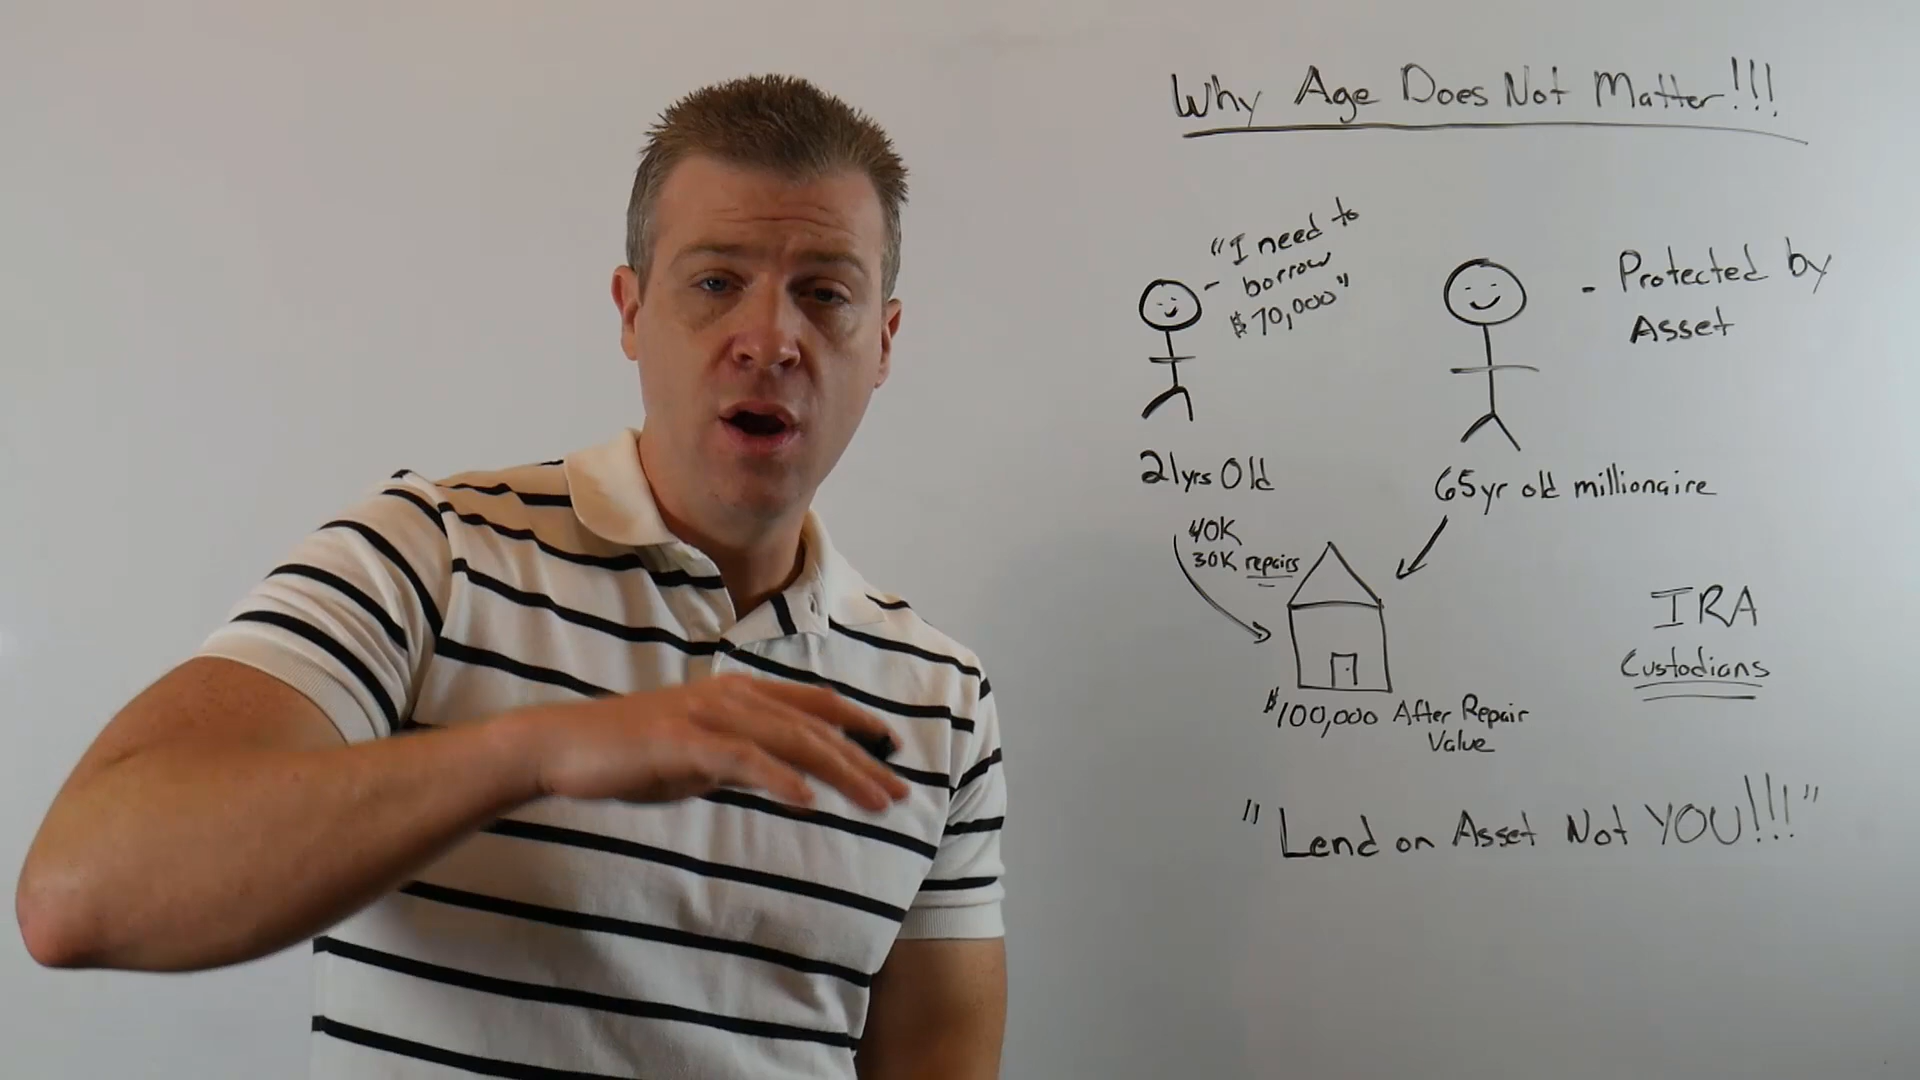 Why Age Does Not Matter!!!
- "I need to
borrow
$70,000"
- Protected by
Asset
21yrs Old
65yr old millionaire
40K
30K repairs
IRA
Custodians
$100,000 After Repair
Value
"Lend on Asset Not YOU!!!"